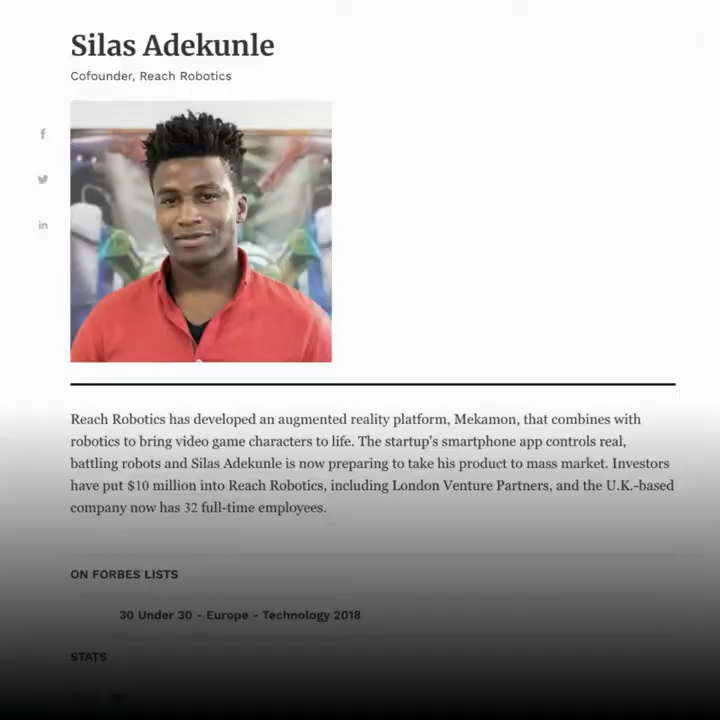 Silas Adekunle
Cofounder, Reach Robotics
Reach Robotics has developed an augmented reality platform, Mekamon, that combines with
robotics to bring video game characters to life. The startup's smartphone app controls real,
battling robots and Silas Adekunle is now preparing to take his product to mass market. Investors
have put $10 million into Reach Robotics, including London Venture Partners, and the U.K.-based
company now has 32 full-time employees.
ON FORBES LISTS
30 Under 30 - Europe - Technology 2018
STATS